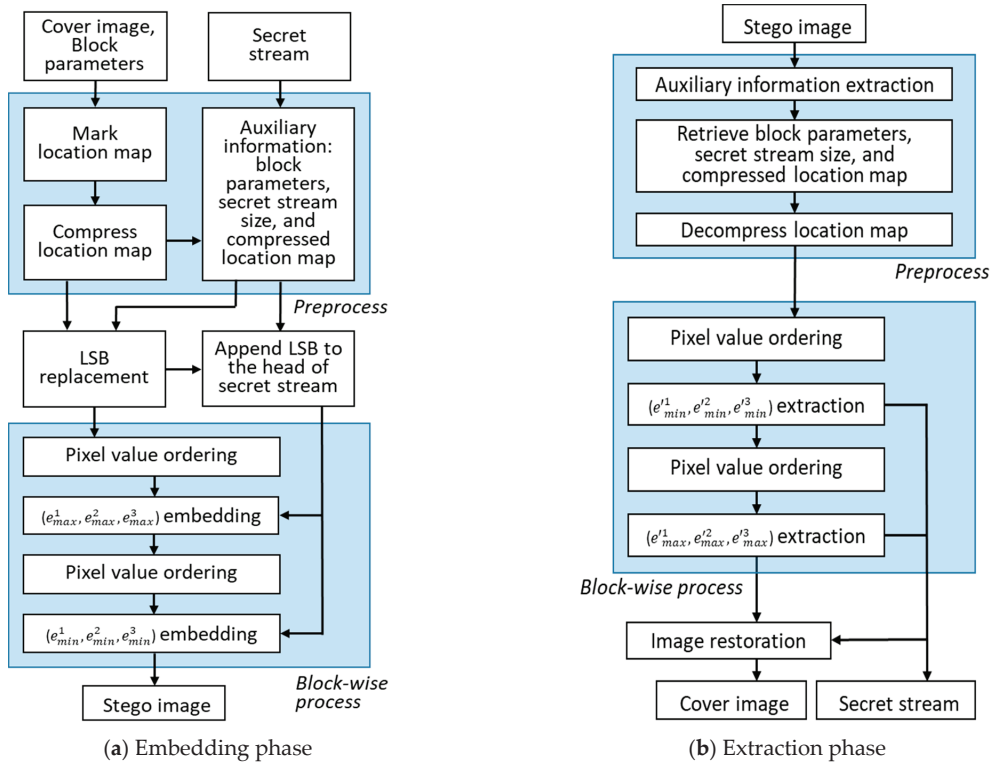 Cover image,
Block
parameters
Secret
stream
Mark
location map
Compress
location map
Auxiliary
information:
block
parameters,
secret stream
size, and
compressed
location map
Preprocess
LSB
replacement
Append LSB to
the head of
secret stream
Pixel value ordering
(e¹max, e²max, e³max) embedding
Pixel value ordering
(e¹min, e²min, e³min) embedding
Block-wise
process
Stego image
(a) Embedding phase
Stego image
Auxiliary information extraction
Retrieve block parameters,
secret stream size, and
compressed location map
Decompress location map
Preprocess
Pixel value ordering
(e′¹min, e′²min, e′³min) extraction
Pixel value ordering
(e′¹max, e′²max, e′³max) extraction
Block-wise process
Image restoration
Cover image
Secret stream
(b) Extraction phase